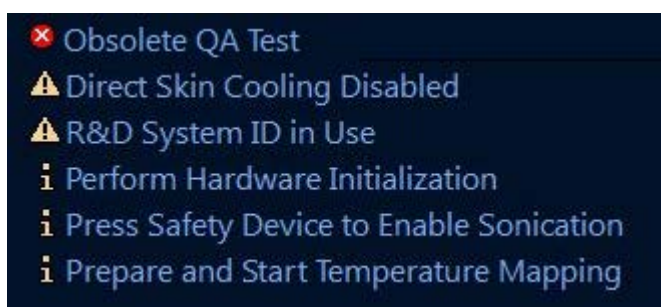 Obsolete QA Test
Direct Skin Cooling Disabled
R&D System ID in Use
Perform Hardware Initialization
Press Safety Device to Enable Sonication
Prepare and Start Temperature Mapping